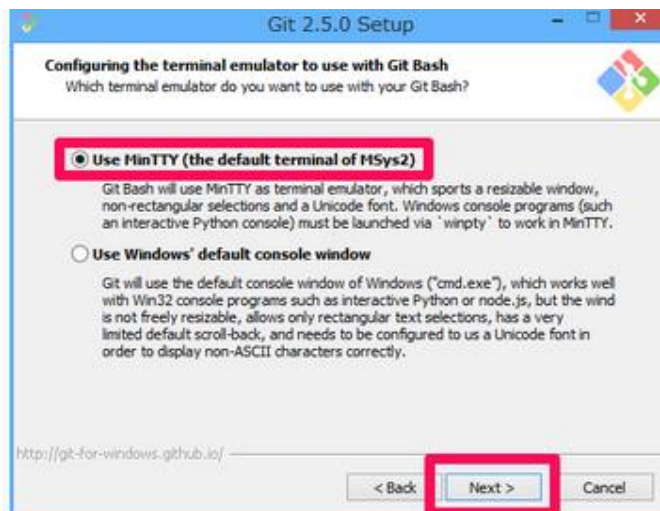 Git 2.5.0 Setup
Configuring the terminal emulator to use with Git Bash
Which terminal emulator do you want to use with your Git Bash?
Use MinTTY (the default terminal of MSys2)
Git Bash will use MinTTY as terminal emulator, which sports a resizable window,
non-rectangular selections and a Unicode font. Windows console programs (such
an interactive Python console) must be launched via `winpty` to work in MinTTY.
Use Windows' default console window
Git will use the default console window of Windows ("cmd.exe"), which works well
with Win32 console programs such as interactive Python or node.js, but the wind
is not freely resizable, allows only rectangular text selections, has a very
limited default scroll-back, and needs to be configured to us a Unicode font in
order to display non-ASCII characters correctly.
http://git-for-windows.github.io/
< Back
Next >
Cancel